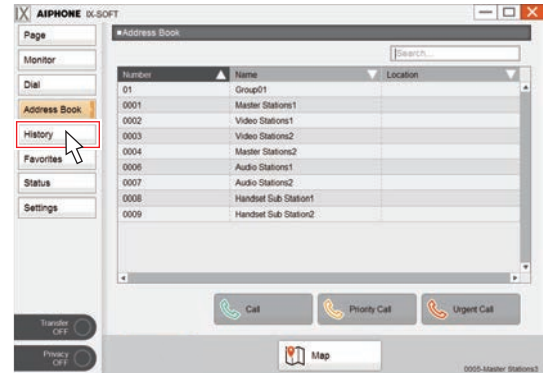 AIPHONE IX-SOFT
Page
Monitor
Dial
Address Book
History
Favorites
Status
Settings
Transfer
OFF
Privacy
OFF
■Address Book
Search...
Number Name Location
01 Group01
0001 Master Stations1
0002 Video Stations1
0003 Video Stations2
0004 Master Stations2
0006 Audio Stations1
0007 Audio Stations2
0008 Handset Sub Station1
0009 Handset Sub Station2
Call Priority Call Urgent Call
Map
0005-Master Stations3